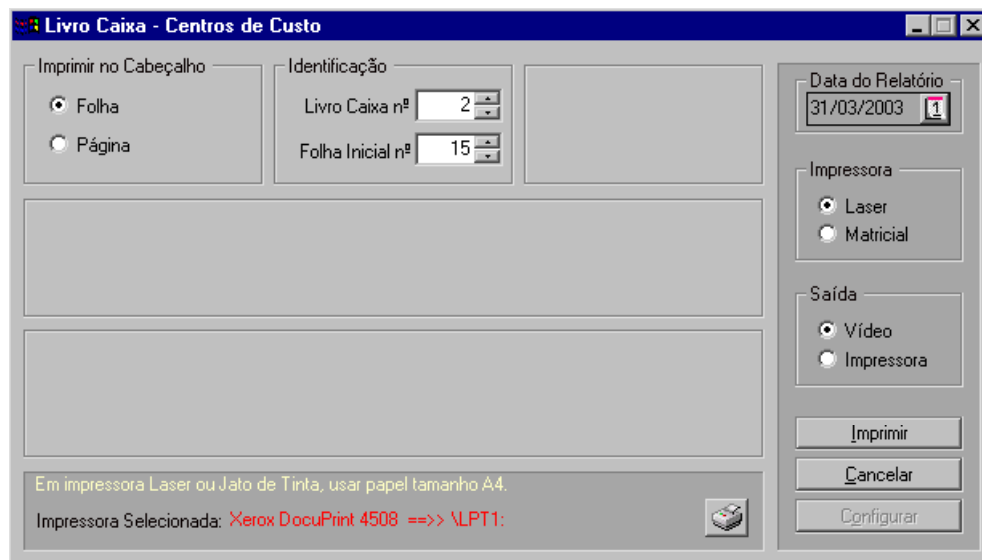 Livro Caixa - Centros de Custo
Imprimir no Cabeçalho
Folha
Página
Identificação
Livro Caixa nº 2
Folha Inicial nº 15
Data do Relatório
31/03/2003 1
Impressora
Laser
Matricial
Saída
Vídeo
Impressora
Imprimir
Cancelar
Configurar
Em impressora Laser ou Jato de Tinta, usar papel tamanho A4.
Impressora Selecionada: Xerox DocuPrint 4508 ==>> \LPT1: